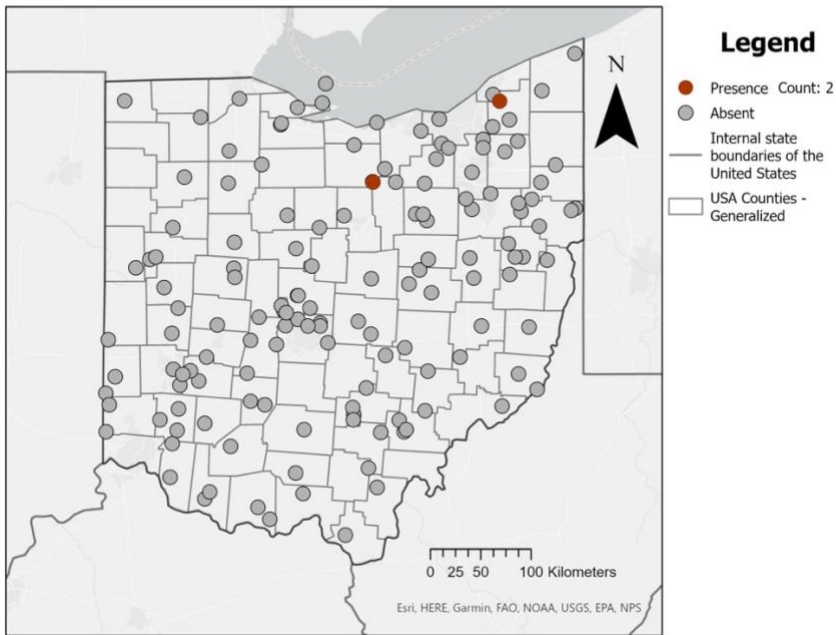 Legend
N
Presence Count: 2
Absent
Internal state
boundaries of the
United States
USA Counties -
Generalized
0 25 50 100 Kilometers
Esri, HERE, Garmin, FAO, NOAA, USGS, EPA, NPS